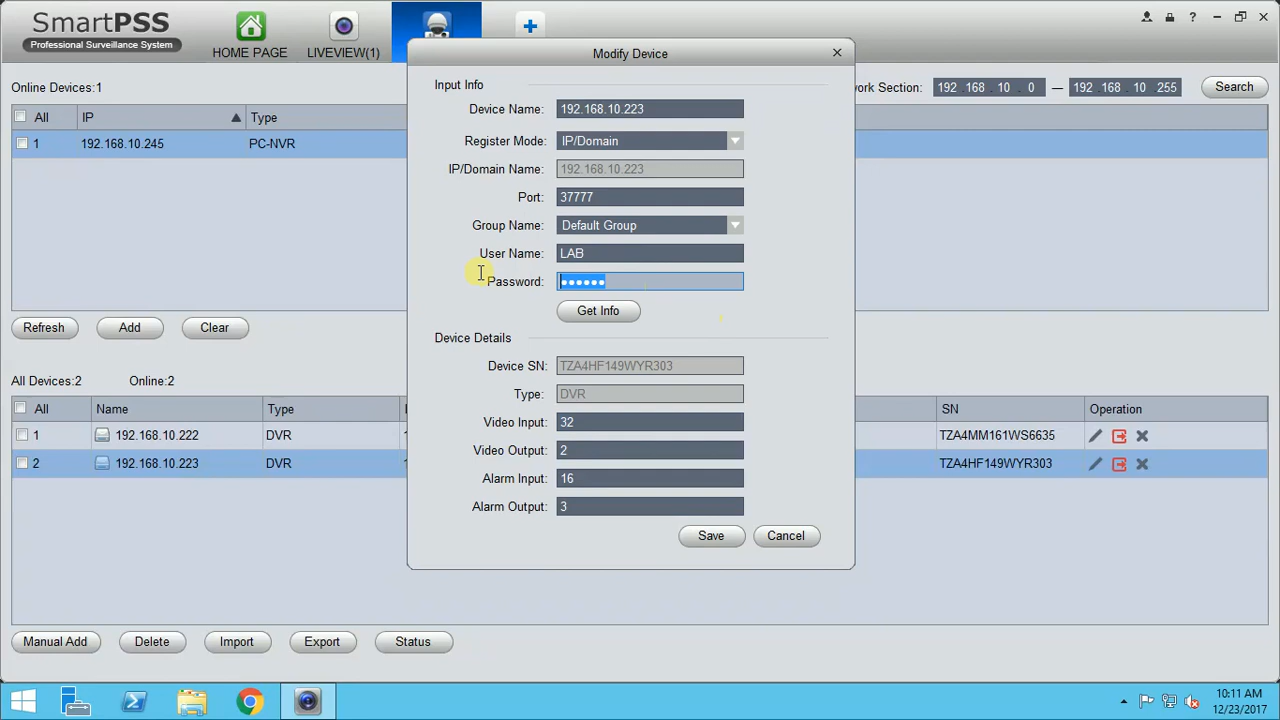 SmartPSS
Professional Surveillance System
HOME PAGE
LIVEVIEW(1)
Modify Device
Online Devices:1
work Section: 192 .168 . 10 . 0 — 192 .168 . 10 .255 Search
All IP Type
1 192.168.10.245 PC-NVR
Refresh Add Clear
Input Info
Device Name: 192.168.10.223
Register Mode: IP/Domain
IP/Domain Name: 192.168.10.223
Port: 37777
Group Name: Default Group
User Name: LAB
Password: ••••••
Get Info
Device Details
Device SN: TZA4HF149WYR303
Type: DVR
Video Input: 32
Video Output: 2
Alarm Input: 16
Alarm Output: 3
Save Cancel
All Devices:2 Online:2
All Name Type SN Operation
1 192.168.10.222 DVR 1 TZA4MM161WS6635
2 192.168.10.223 DVR 1 TZA4HF149WYR303
Manual Add Delete Import Export Status
10:11 AM
12/23/2017